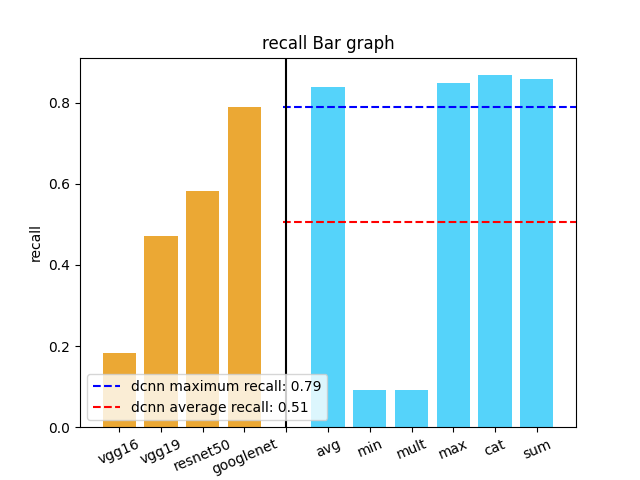 recall Bar graph
recall
0.8
0.6
0.4
0.2
0.0
dcnn maximum recall: 0.79
dcnn average recall: 0.51
vgg16 vgg19 resnet50 googlenet avg min mult max cat sum